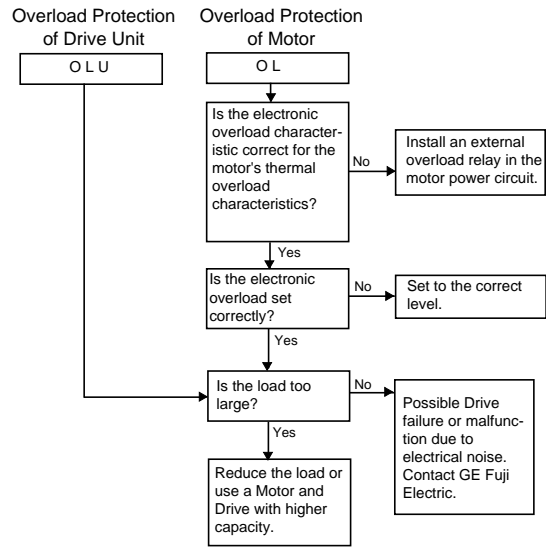 Overload Protection
of Drive Unit
Overload Protection
of Motor
O L U
O L
Is the electronic
overload character-
istic correct for the
motor's thermal
overload
characteristics?
No
Install an external
overload relay in the
motor power circuit.
Yes
Is the electronic
overload set
correctly?
No
Set to the correct
level.
Yes
Is the load too
large?
No
Possible Drive
failure or malfunc-
tion due to
electrical noise.
Contact GE Fuji
Electric.
Yes
Reduce the load or
use a Motor and
Drive with higher
capacity.